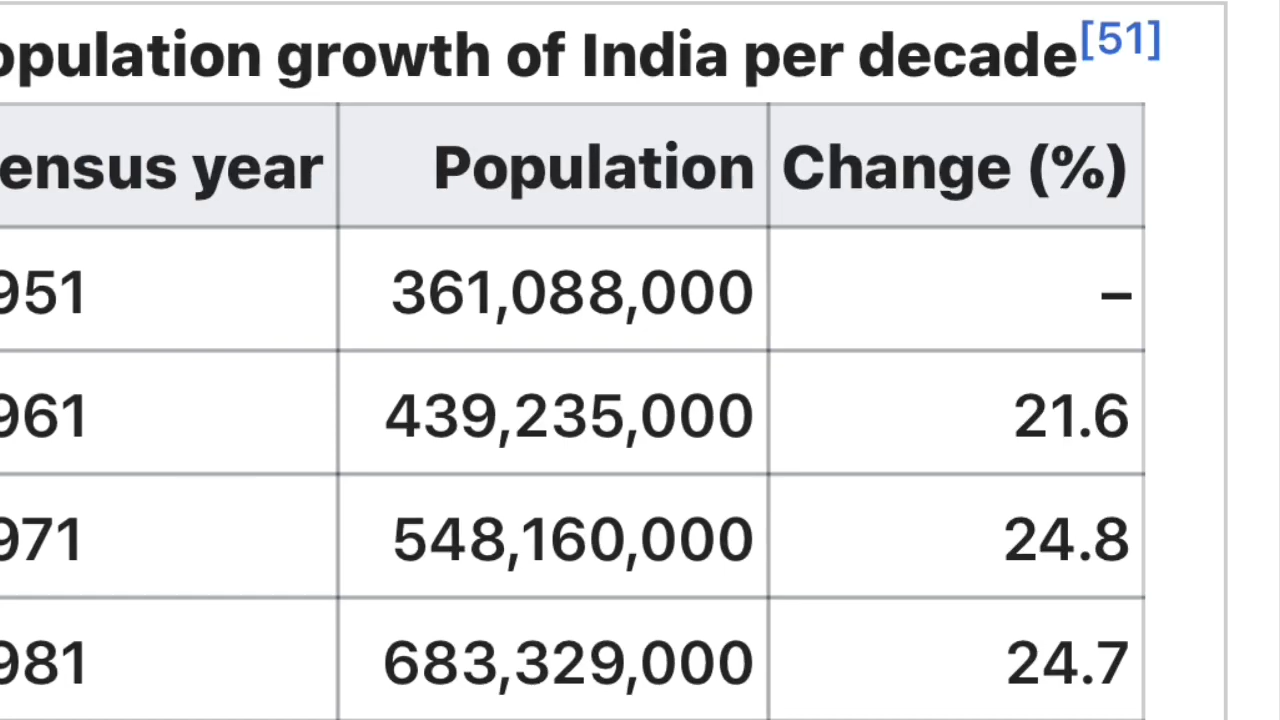 opulation growth of India per decade[51]
ensus year Population Change (%)
951 361,088,000 –
961 439,235,000 21.6
971 548,160,000 24.8
981 683,329,000 24.7